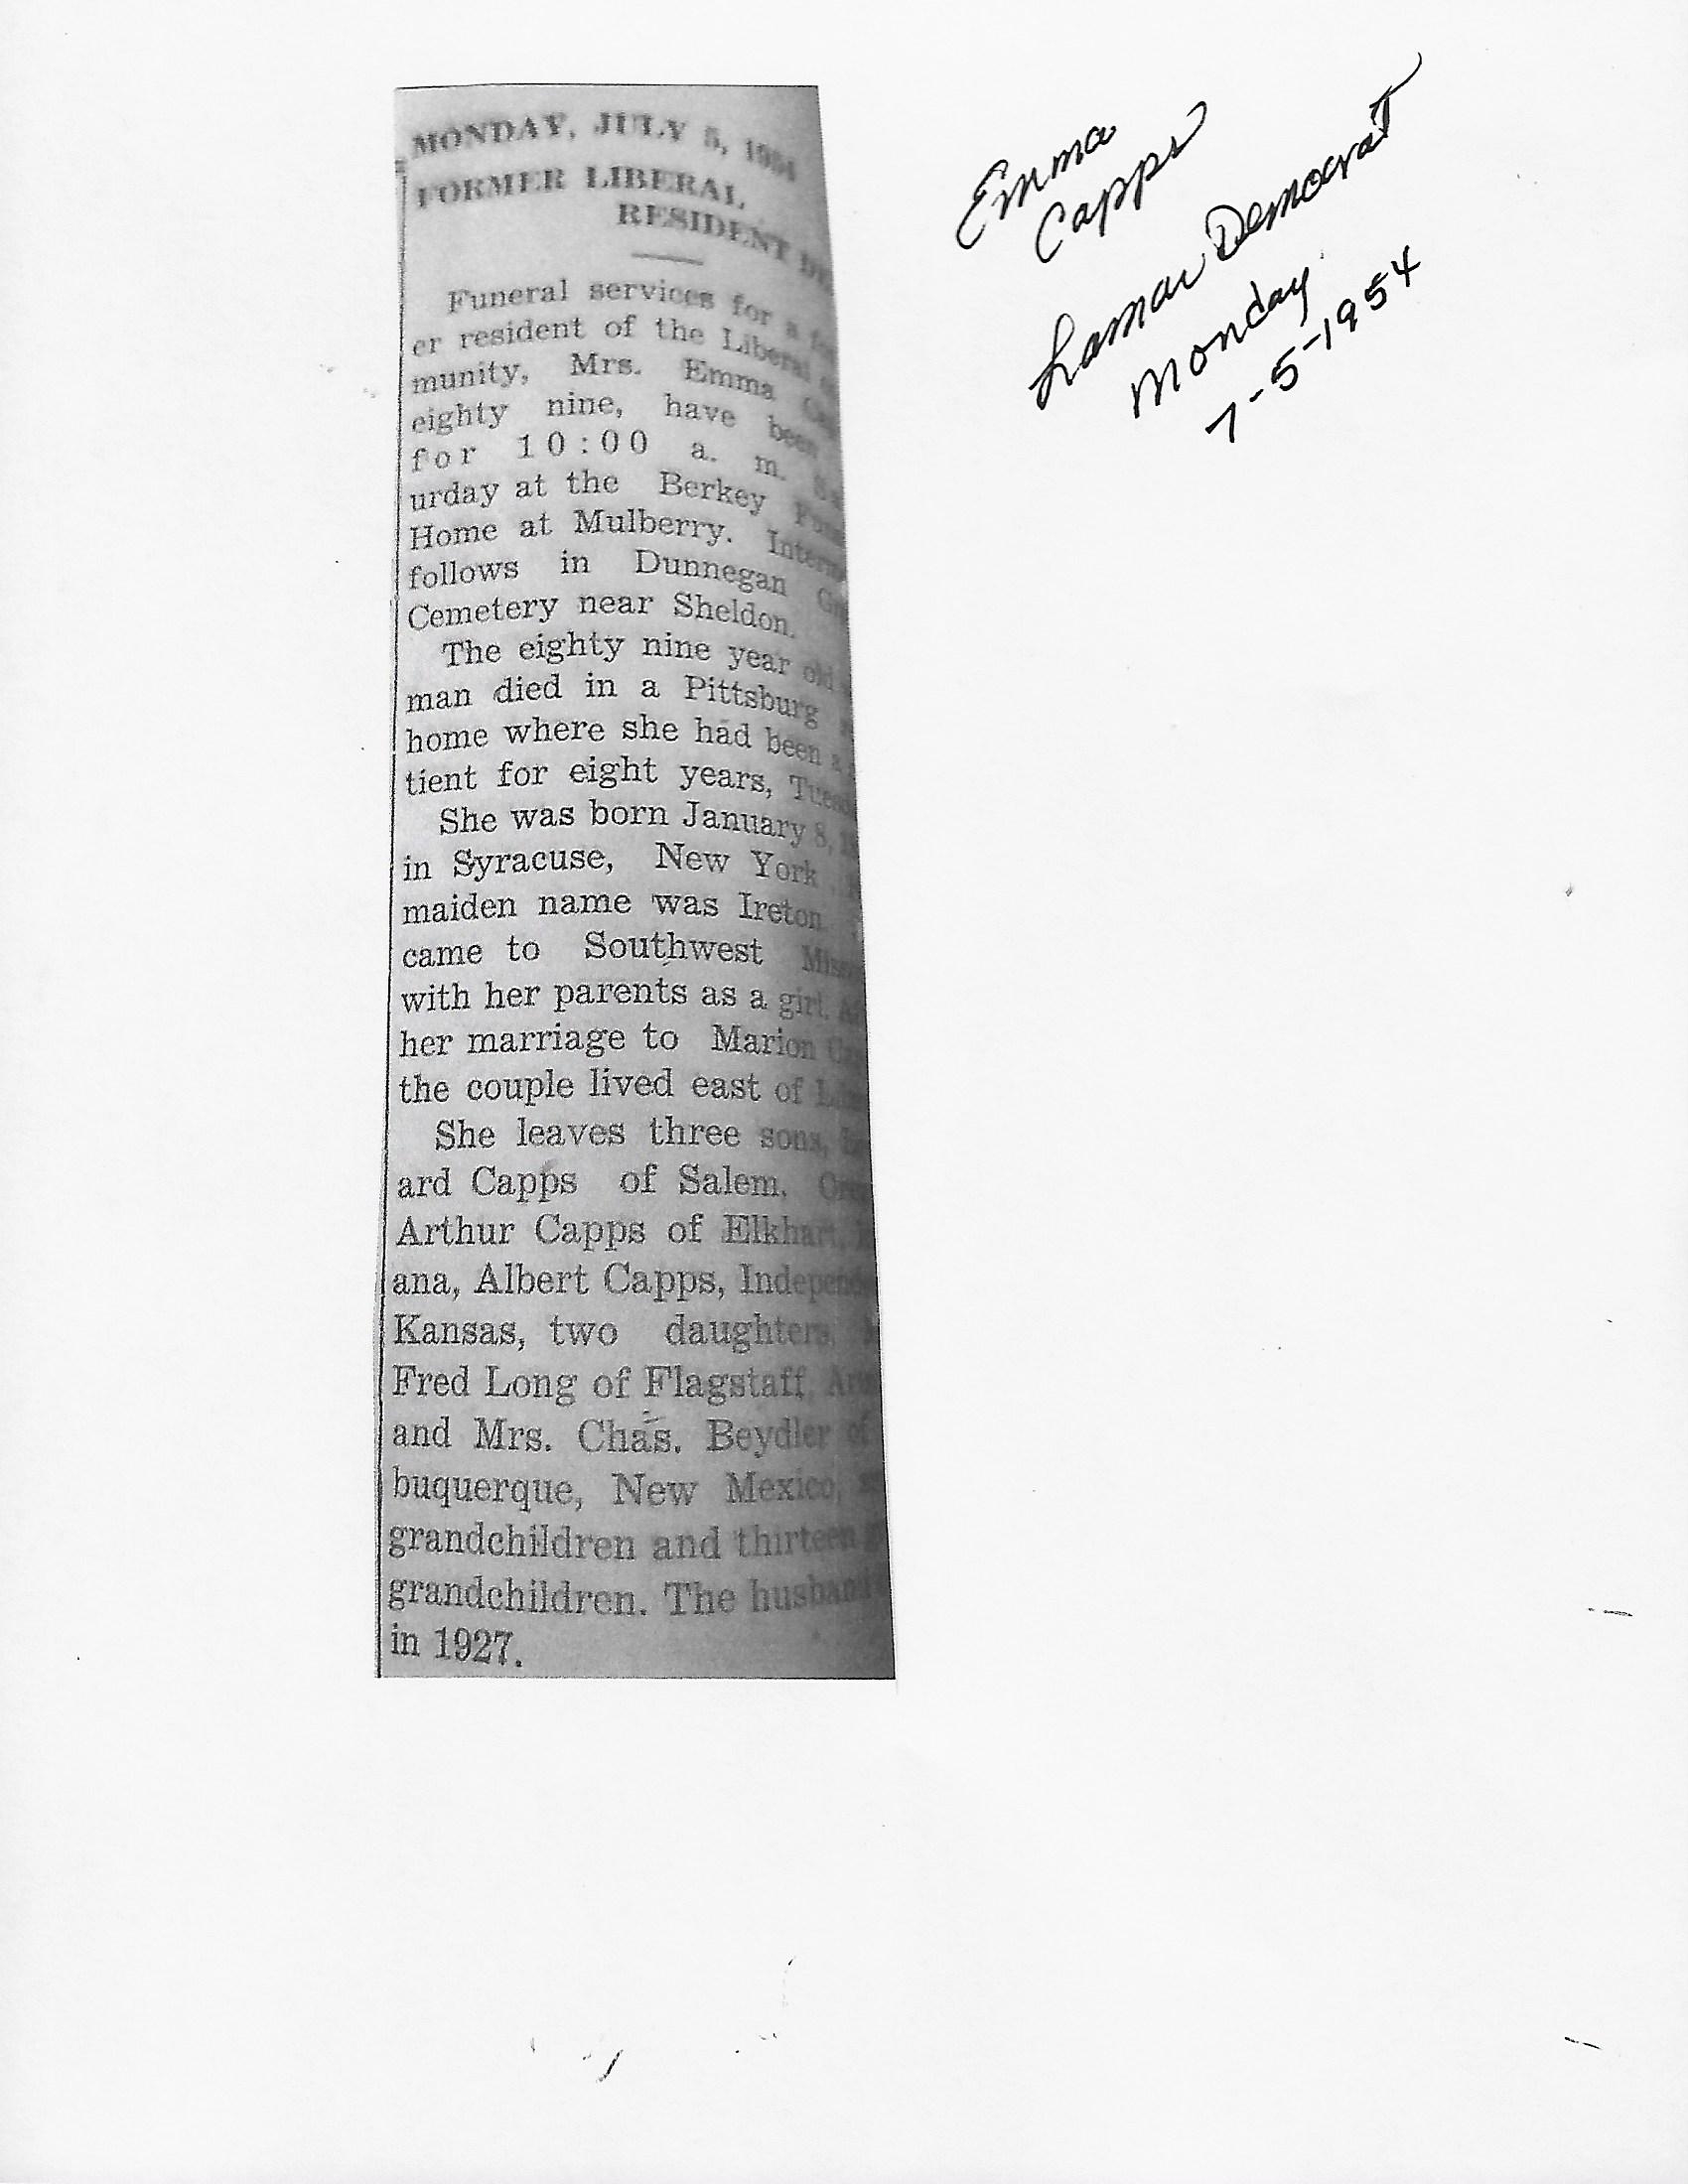 MONDAY, JULY 5, 1954
FORMER LIBERAL
RESIDENT
Funeral services for a
er resident of the Liberal
munity, Mrs. Emma
eighty nine, have been
for 10:00 a. m.
urday at the Berkey
Home at Mulberry.
follows in Dunnegan
Cemetery near Sheldon.
The eighty nine year old
man died in a Pittsburg
home where she had been a
tient for eight years,
She was born January 8,
in Syracuse, New York.
maiden name was Ireton.
came to Southwest
with her parents as a girl.
her marriage to Marion
the couple lived east of
She leaves three sons,
ard Capps of Salem,
Arthur Capps of Elkhart,
ana, Albert Capps,
Kansas, two daughters,
Fred Long of Flagstaff,
and Mrs. Chas. Beydler of
buquerque, New Mexico,
grandchildren and thirteen
grandchildren. The husband
in 1927.
Emma
Capps
Lamar Democrat
Monday
7-5-1954